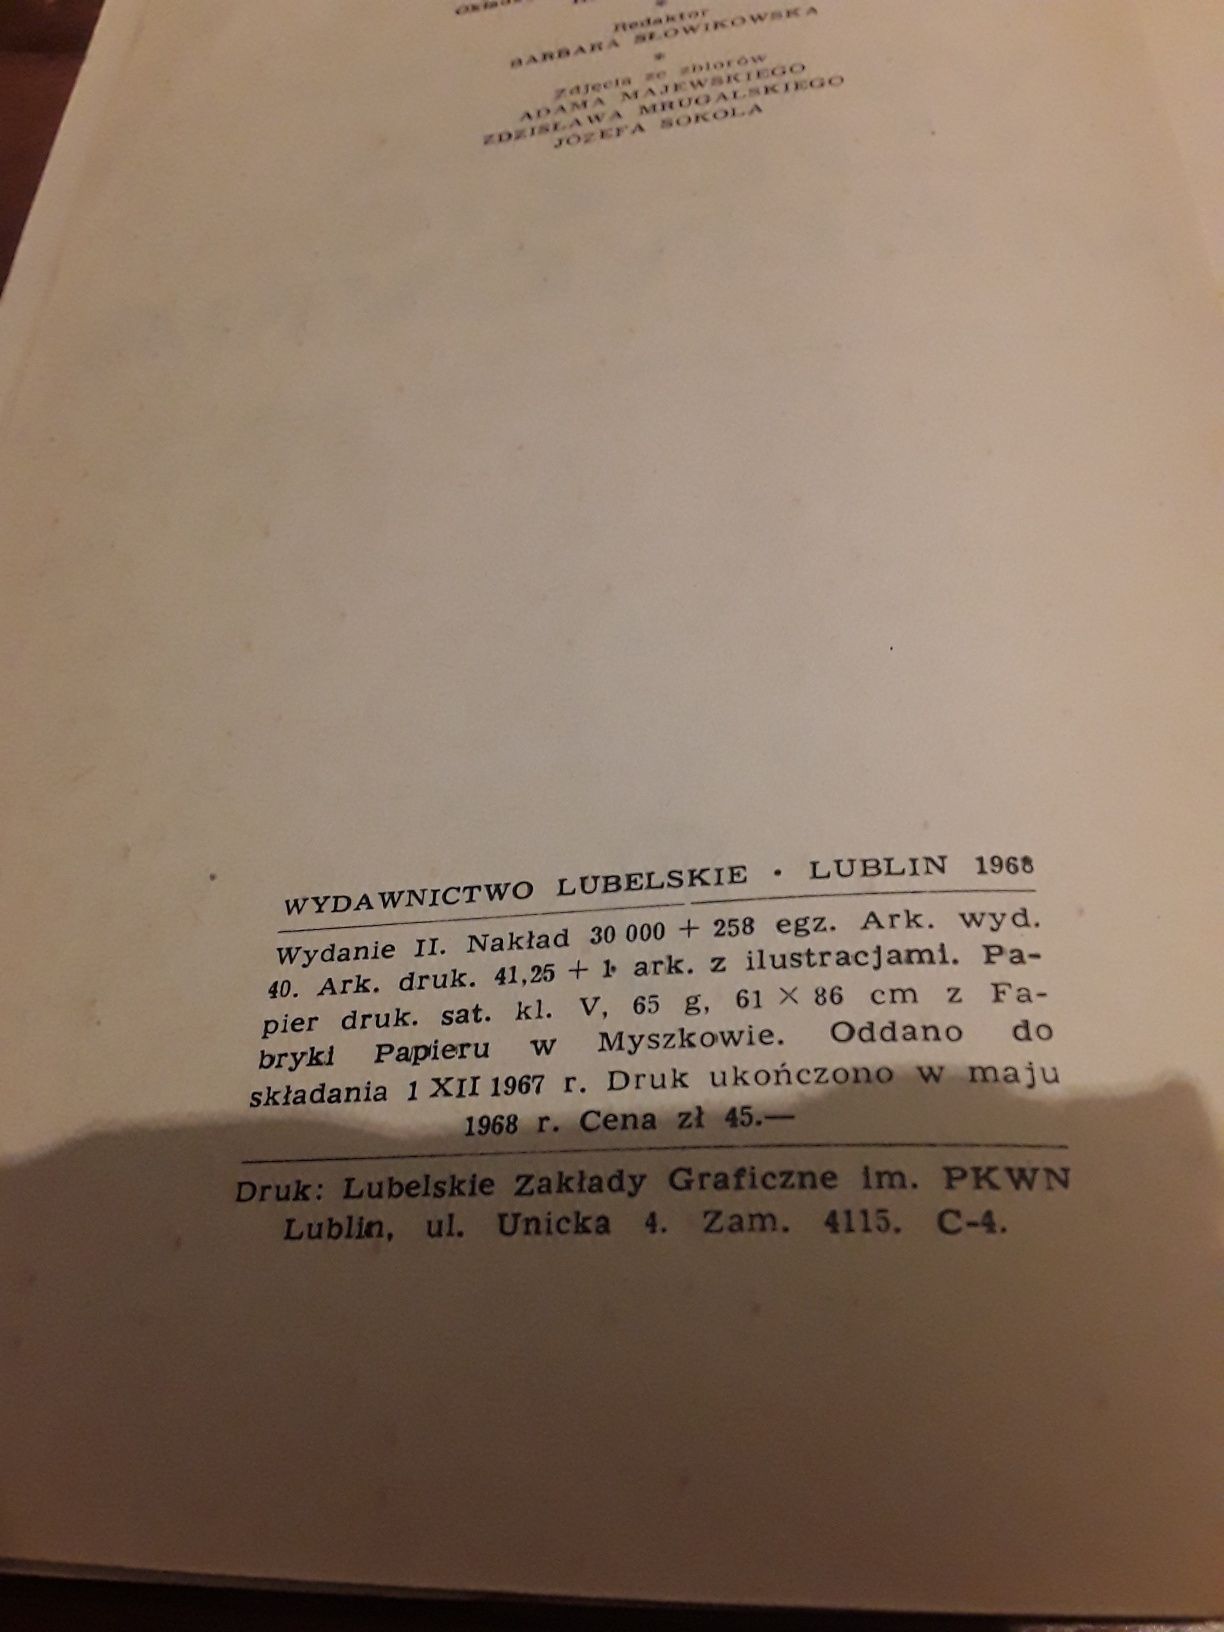 Redaktor
BARBARA SŁOWIKOWSKA
*
Zdjęcia ze zbiorów
ADAMA MAJEWSKIEGO
ZDZISŁAWA MRUGALSKIEGO
JÓZEFA SOKOLA
WYDAWNICTWO LUBELSKIE • LUBLIN 1968
Wydanie II. Nakład 30 000 + 258 egz. Ark. wyd.
40. Ark. druk. 41,25 + 1 ark. z ilustracjami. Pa-
pier druk. sat. kl. V, 65 g, 61 × 86 cm z Fa-
bryki Papieru w Myszkowie. Oddano do
składania 1 XII 1967 r. Druk ukończono w maju
1968 r. Cena zł 45.—
Druk: Lubelskie Zakłady Graficzne im. PKWN
Lublin, ul. Unicka 4. Zam. 4115. C-4.